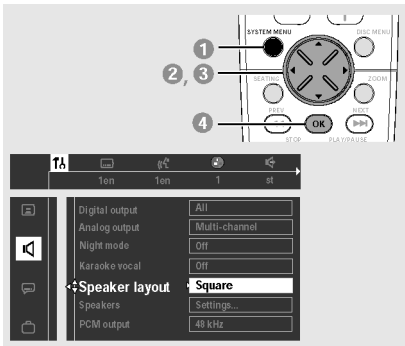 SYSTEM MENU
DISC MENU
1
2, 3
SEATING
ZOOM
PREV
NEXT
4
OK
STOP
PLAY/PAUSE
1en
1en
1
st
Digital output All
Analog output Multi-channel
Night mode Off
Karaoke vocal Off
Speaker layout Square
Speakers Settings...
PCM output 48 kHz